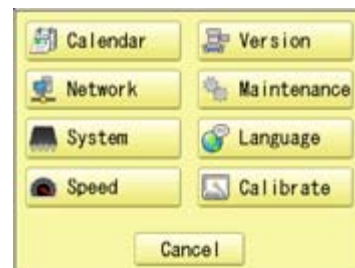 Calendar
Version
Network
Maintenance
System
Language
Speed
Calibrate
Cancel